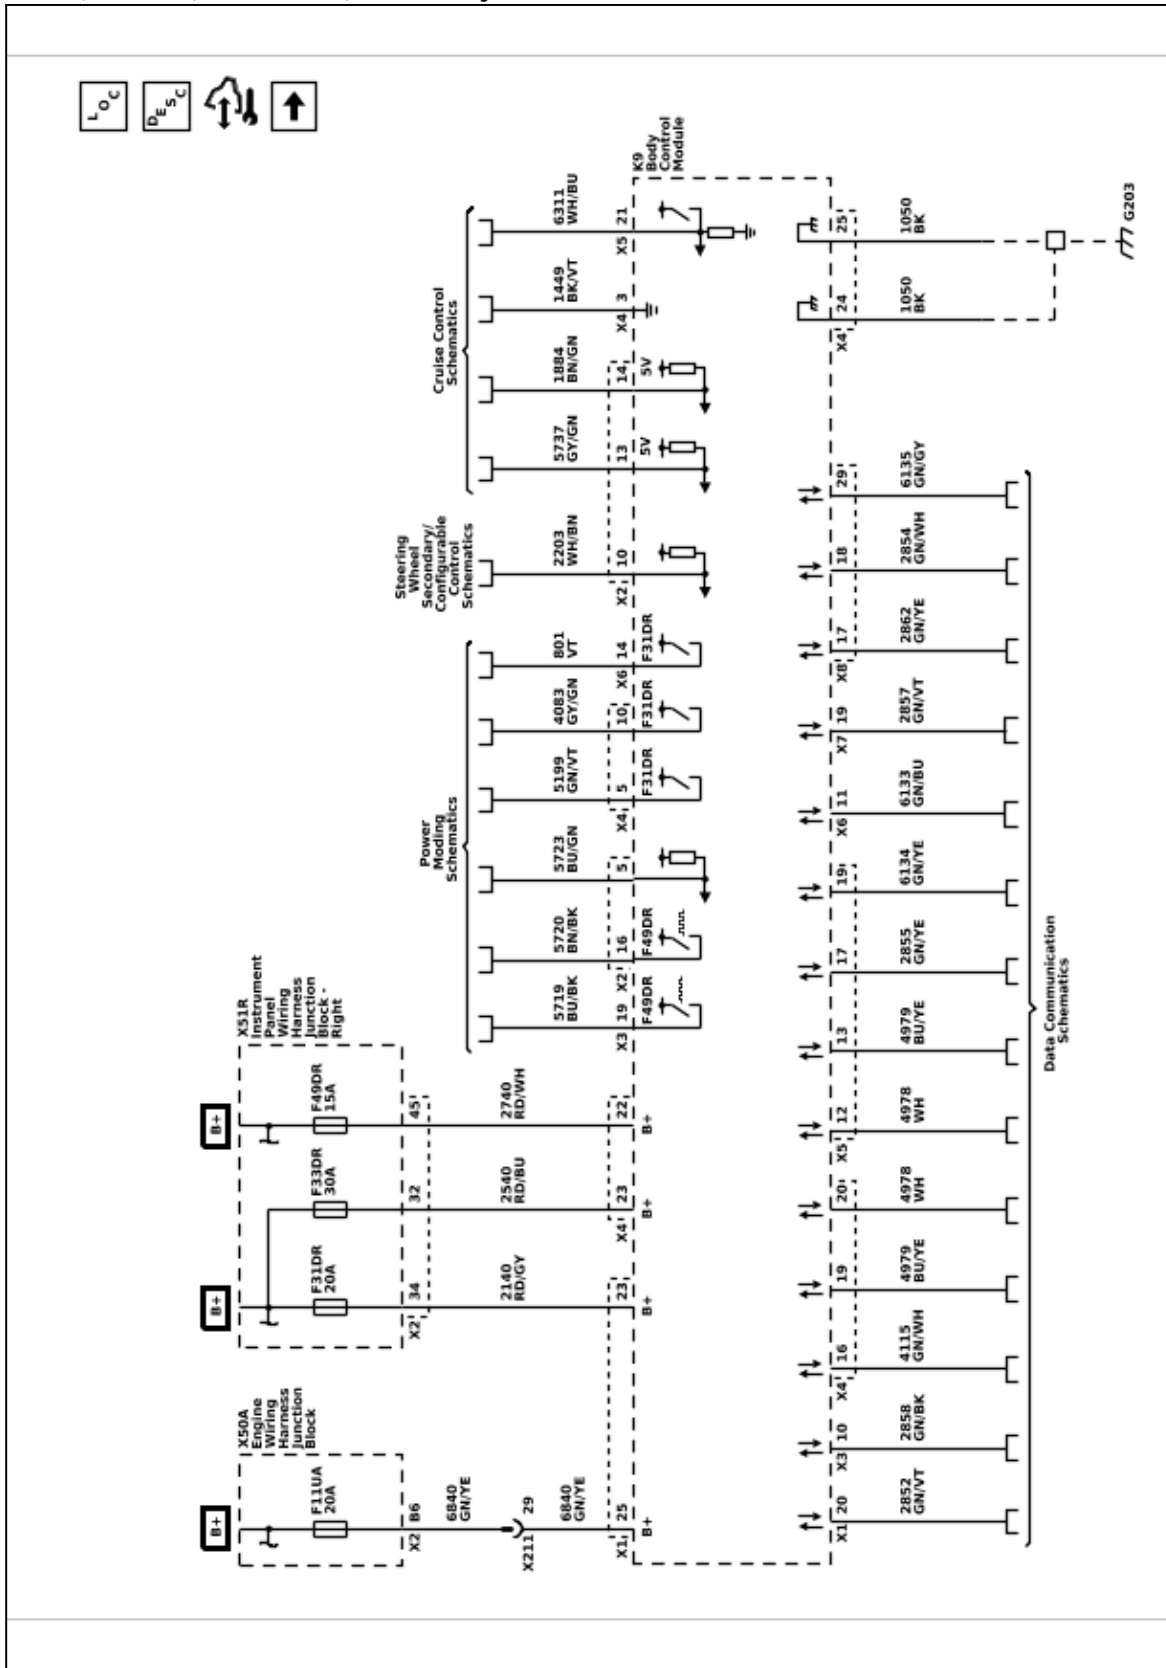 LOC
DESC
B+
B+
B+
X50A
Engine
Wiring
Harness
Junction
Block
F11UA
20A
X2
B6
6840
GN/YE
X211
29
6840
GN/YE
X1
25
B+
X51R
Instrument
Panel
Wiring
Harness
Junction
Block -
Right
F31DR
20A
F33DR
30A
F49DR
15A
X2
34
32
45
2140
RD/GY
2540
RD/BU
2740
RD/WH
23
X4
23
22
B+
B+
B+
Power
Moding
Schematics
5719
BU/BK
5720
BN/BK
5723
BU/GN
5199
GN/VT
4083
GY/GN
801
VT
X3
19
X2
16
5
X4
5
10
X6
14
F49DR
F49DR
F31DR
F31DR
F31DR
Steering
Wheel
Secondary/
Configurable
Control
Schematics
2203
WH/BN
X2
10
Cruise Control
Schematics
5737
GY/GN
1884
BN/GN
1449
BK/VT
6311
WH/BU
13
14
X4
3
X5
21
5V
5V
K9
Body
Control
Module
X1
20
X3
10
X4
16
19
20
X5
12
13
17
19
X6
11
X7
19
X8
17
18
29
X4
24
25
2852
GN/VT
2858
GN/BK
4115
GN/WH
4979
BU/YE
4978
WH
4978
WH
4979
BU/YE
2855
GN/YE
6134
GN/YE
6133
GN/BU
2857
GN/VT
2862
GN/YE
2854
GN/WH
6135
GN/GY
1050
BK
1050
BK
Data Communication
Schematics
G203